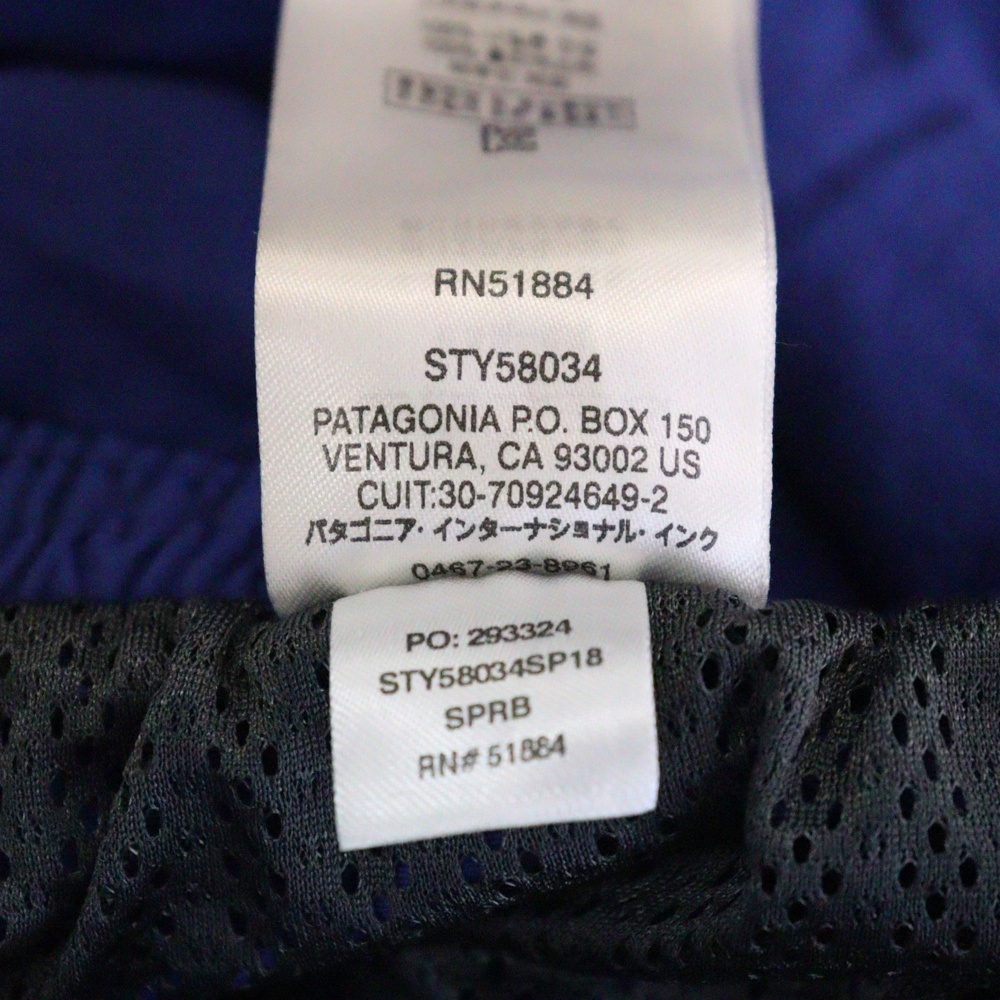 RN51884
STY58034
PATAGONIA P.O. BOX 150
VENTURA, CA 93002 US
CUIT:30-70924649-2
パタゴニア・インターナショナル・インク
0467-23-8961
PO: 293324
STY58034SP18
SPRB
RN# 51884